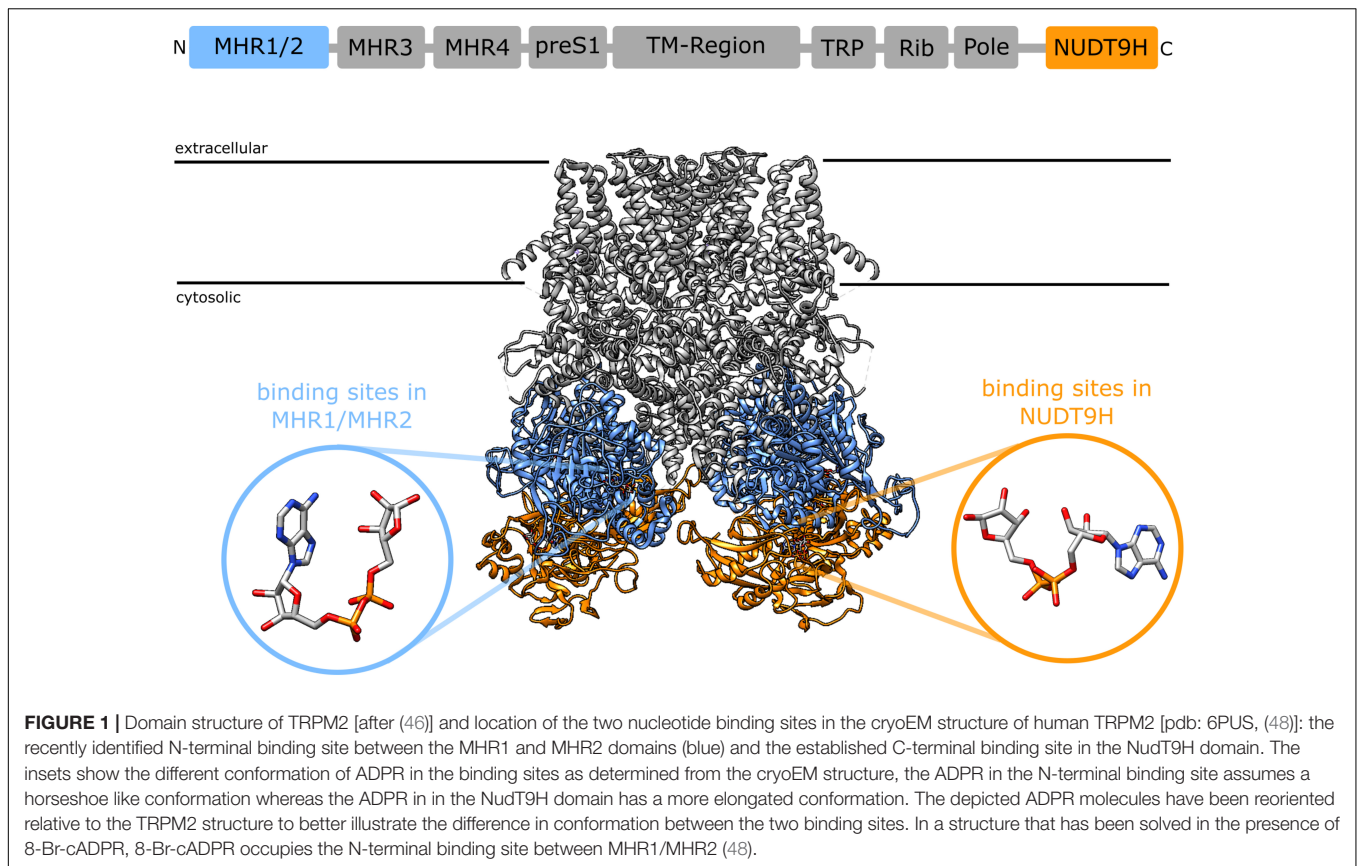 N MHR1/2 MHR3 MHR4 preS1 TM-Region TRP Rib Pole NUDT9H C
extracellular
cytosolic
binding sites in
MHR1/MHR2
binding sites in
NUDT9H
FIGURE 1 | Domain structure of TRPM2 [after (46)] and location of the two nucleotide binding sites in the cryoEM structure of human TRPM2 [pdb: 6PUS, (48)]: the
recently identified N-terminal binding site between the MHR1 and MHR2 domains (blue) and the established C-terminal binding site in the NudT9H domain. The
insets show the different conformation of ADPR in the binding sites as determined from the cryoEM structure, the ADPR in the N-terminal binding site assumes a
horseshoe like conformation whereas the ADPR in in the NudT9H domain has a more elongated conformation. The depicted ADPR molecules have been reoriented
relative to the TRPM2 structure to better illustrate the difference in conformation between the two binding sites. In a structure that has been solved in the presence of
8-Br-cADPR, 8-Br-cADPR occupies the N-terminal binding site between MHR1/MHR2 (48).